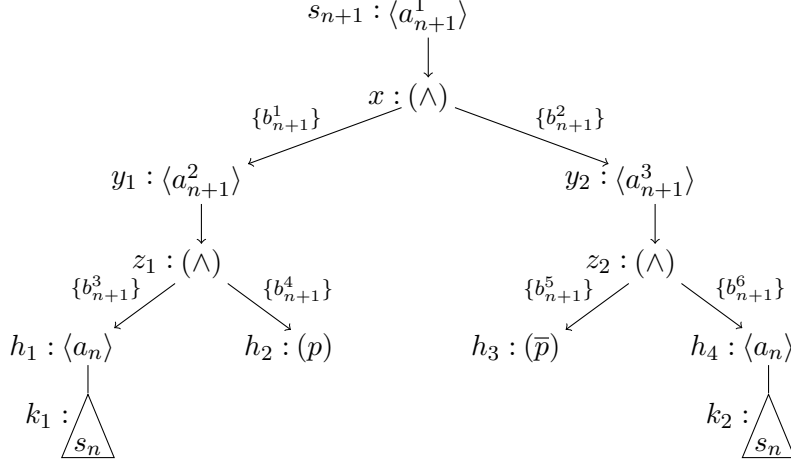 s_{n+1} : ⟨a^1_{n+1}⟩
x : (∧)
{b^1_{n+1}} {b^2_{n+1}}
y_1 : ⟨a^2_{n+1}⟩ y_2 : ⟨a^3_{n+1}⟩
z_1 : (∧) z_2 : (∧)
{b^3_{n+1}} {b^4_{n+1}} {b^5_{n+1}} {b^6_{n+1}}
h_1 : ⟨a_n⟩ h_2 : (p) h_3 : (p̅) h_4 : ⟨a_n⟩
k_1 : k_2 :
s_n s_n